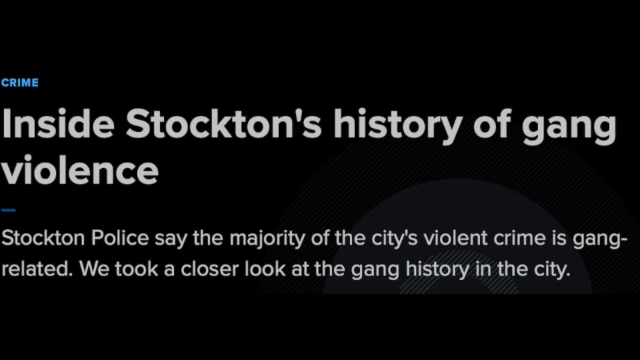 CRIME
Inside Stockton's history of gang
violence
Stockton Police say the majority of the city's violent crime is gang-
related. We took a closer look at the gang history in the city.